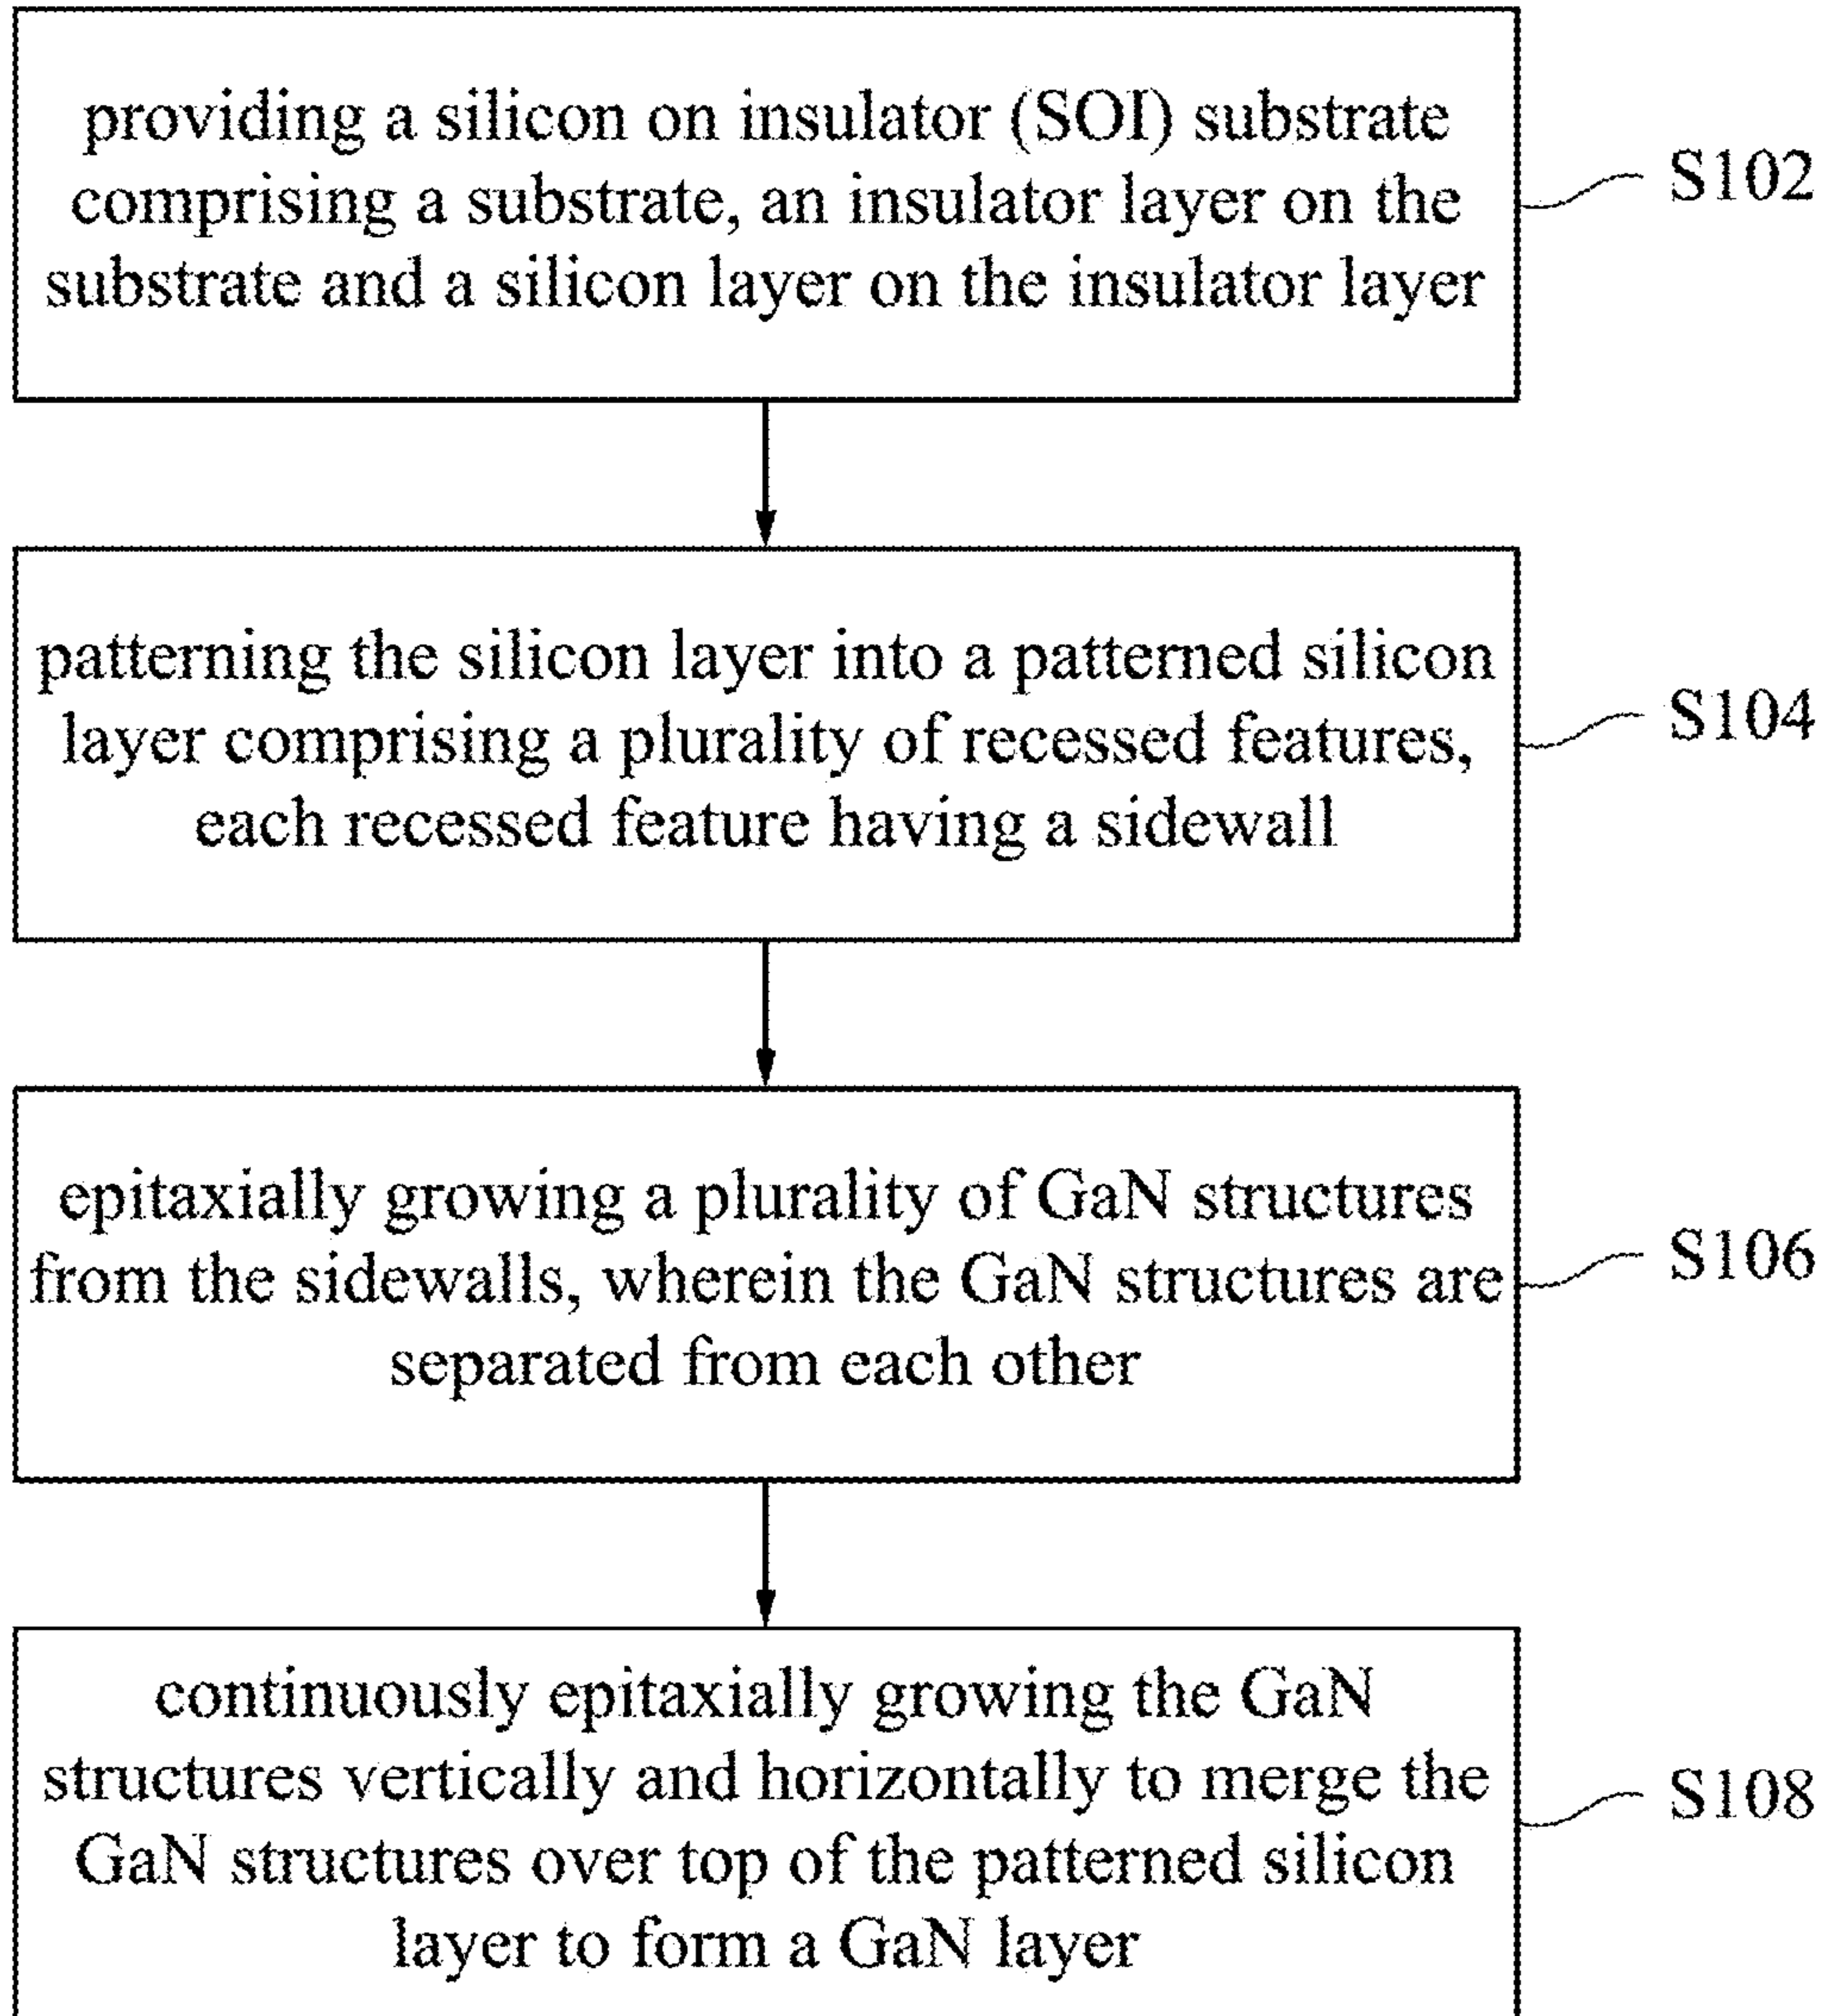 providing a silicon on insulator (SOI) substrate
comprising a substrate, an insulator layer on the
substrate and a silicon layer on the insulator layer
S102
patterning the silicon layer into a patterned silicon
layer comprising a plurality of recessed features,
each recessed feature having a sidewall
S104
epitaxially growing a plurality of GaN structures
from the sidewalls, wherein the GaN structures are
separated from each other
S106
continuously epitaxially growing the GaN
structures vertically and horizontally to merge the
GaN structures over top of the patterned silicon
layer to form a GaN layer
S108